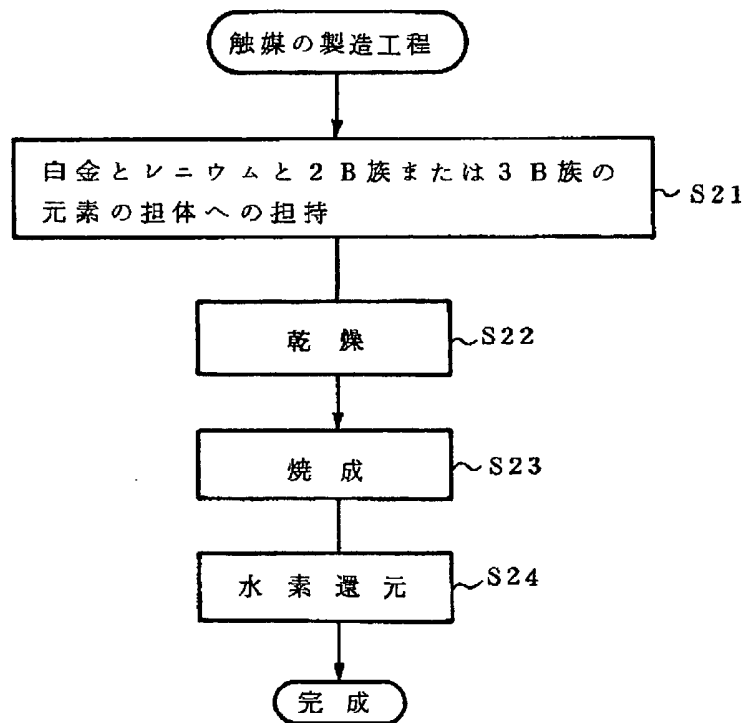 触媒の製造工程
白金とレニウムと2B族または3B族の
元素の担体への担持
S21
乾燥
S22
焼成
S23
水素還元
S24
完成